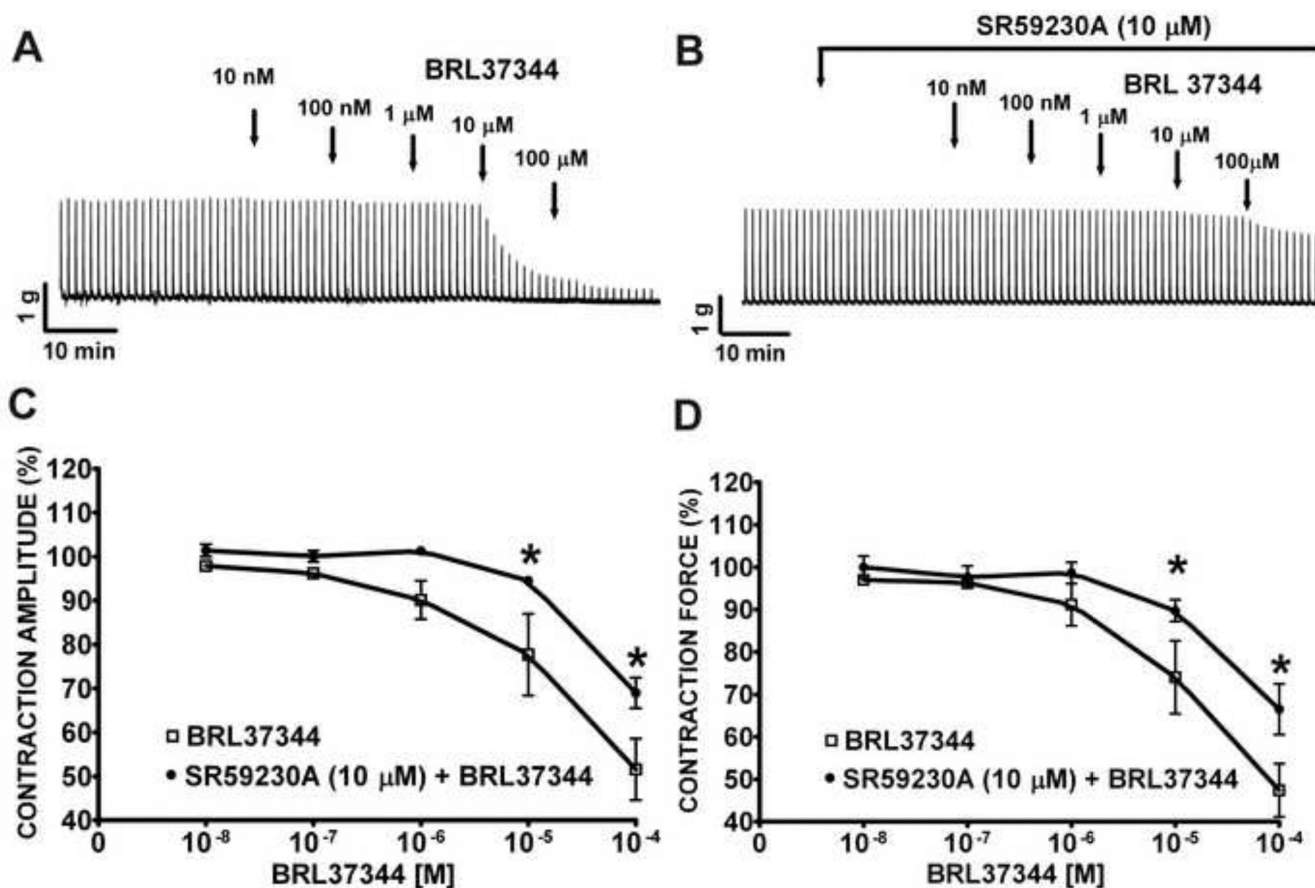 A
BRL37344
10 nM
100 nM
1 μM
10 μM
100 μM
1 g
10 min
B
SR59230A (10 μM)
BRL 37344
10 nM
100 nM
1 μM
10 μM
100μM
1 g
10 min
C
CONTRACTION AMPLITUDE (%)
120
110
100
90
80
70
60
50
40
*
*
BRL37344
SR59230A (10 μM) + BRL37344
0 10⁻⁸ 10⁻⁷ 10⁻⁶ 10⁻⁵ 10⁻⁴
BRL37344 [M]
D
CONTRACTION FORCE (%)
120
110
100
90
80
70
60
50
40
*
*
BRL37344
SR59230A (10 μM) + BRL37344
0 10⁻⁸ 10⁻⁷ 10⁻⁶ 10⁻⁵ 10⁻⁴
BRL37344 [M]